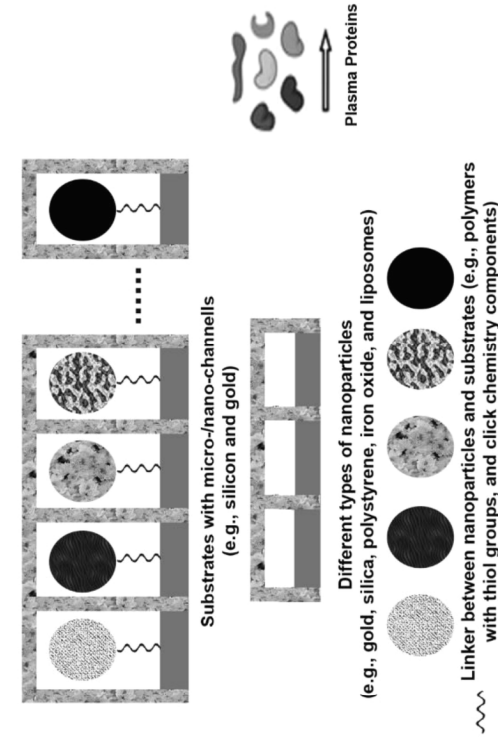 Plasma Proteins
Substrates with micro-/nano-channells
(e.g., silicon and gold)
Different types of nanoparticles
(e.g., gold, silica, polystyrene, iron oxide, and liposomes)
Linker between nanoparticles and substrates (e.g., polymers
with thiol groups, and click chemistry components)